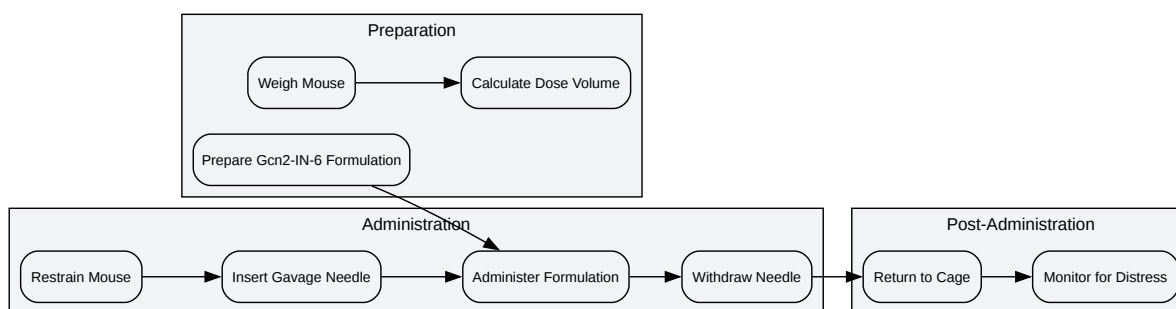 Preparation
Weigh Mouse
Calculate Dose Volume
Prepare Gcn2-IN-6 Formulation
Administration
Restrain Mouse
Insert Gavage Needle
Administer Formulation
Withdraw Needle
Post-Administration
Return to Cage
Monitor for Distress